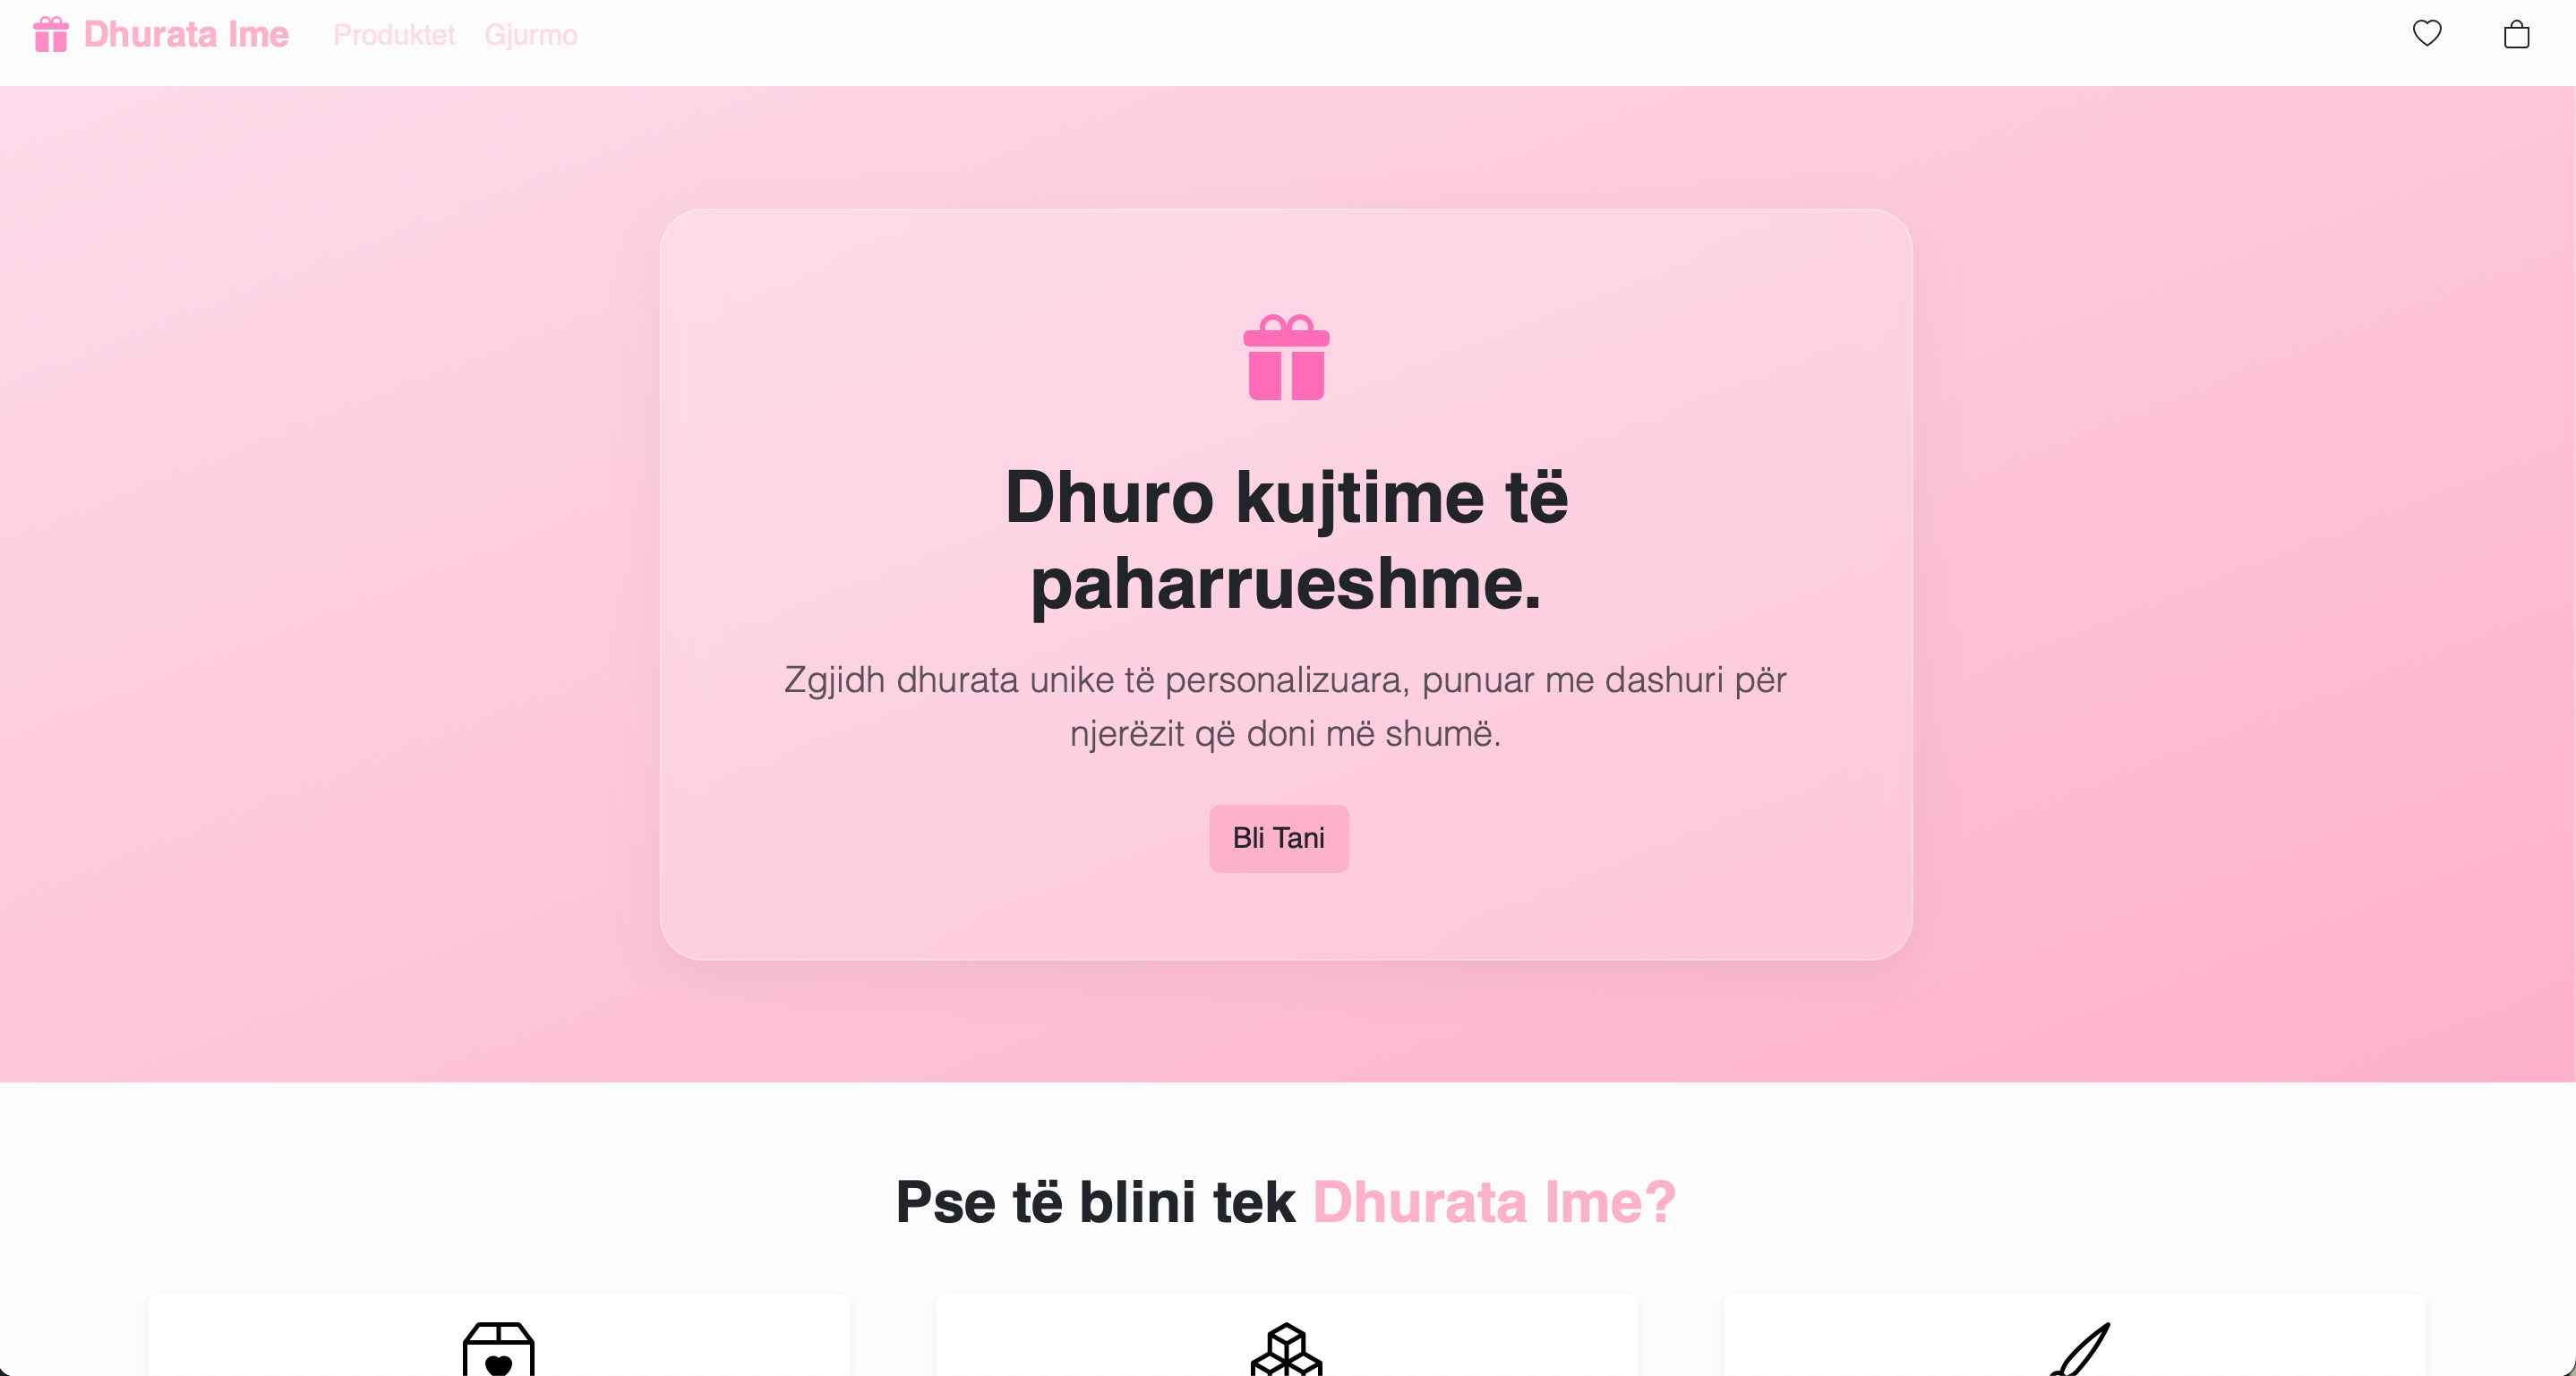 Dhurata Ime
Produktet
Gjurmo
Dhuro kujtime të
paharrueshme.
Zgjidh dhurata unike të personalizuara, punuar me dashuri për
njerëzit që doni më shumë.
Bli Tani
Pse të blini tek Dhurata Ime?